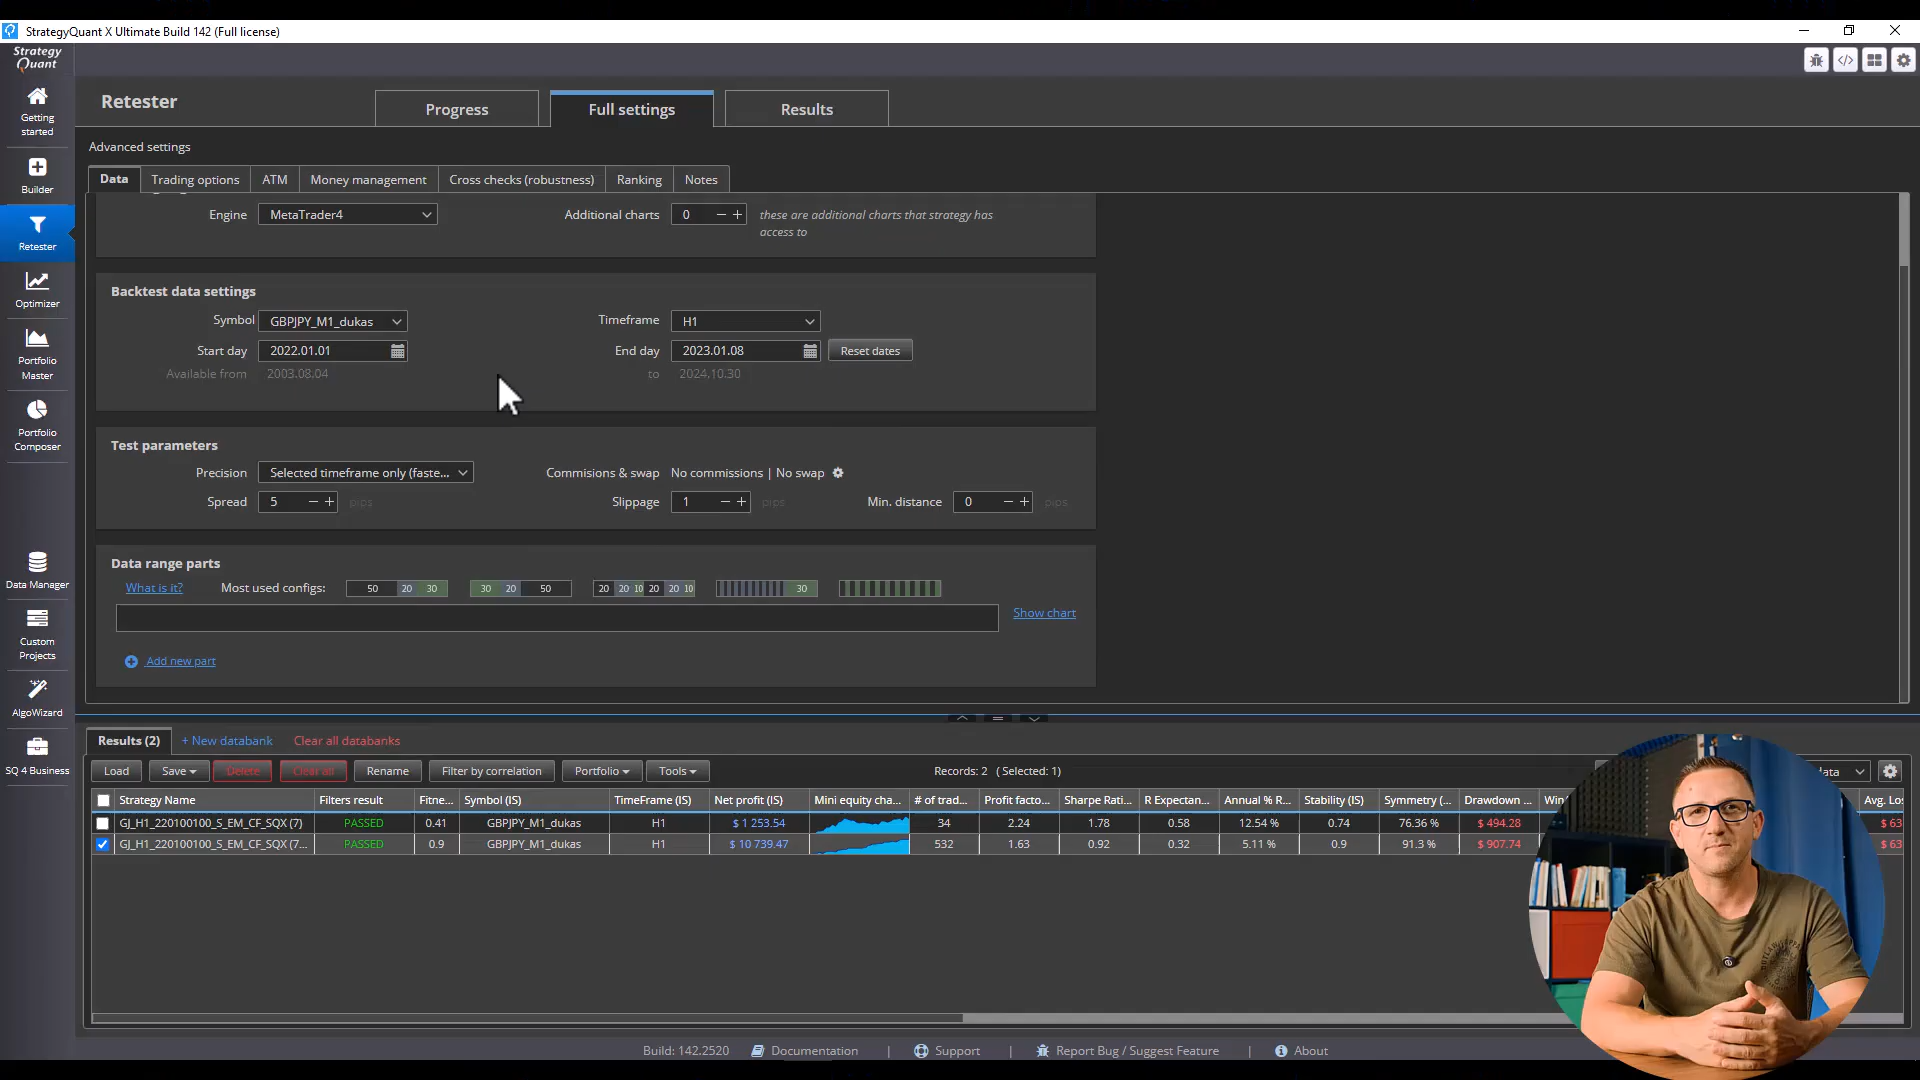 StrategyQuant X Ultimate Build 142 (Full license)
Strategy
Quant
Getting
started
Builder
Retester
Optimizer
Portfolio
Master
Portfolio
Composer
Data Manager
Custom
Projects
AlgoWizard
SQ 4 Business
Retester
Progress
Full settings
Results
Advanced settings
Data
Trading options
ATM
Money management
Cross checks (robustness)
Ranking
Notes
Engine MetaTrader4 Additional charts 0 these are additional charts that strategy has
access to
Backtest data settings
Symbol GBPJPY_M1_dukas Timeframe H1
Start day 2022.01.01 End day 2023.01.08 Reset dates
Available from 2003.08.04 to 2024.10.30
Test parameters
Precision Selected timeframe only (faste... Commisions & swap No commissions | No swap
Spread 5 pips Slippage 1 pips Min. distance 0 pips
Data range parts
What is it? Most used configs: 50 20 30 30 20 50 20 20 10 20 20 10 30
Show chart
Add new part
Results (2) + New databank Clear all databanks
Load Save Delete Clear all Rename Filter by correlation Portfolio Tools Records: 2 ( Selected: 1)
Strategy Name Filters result Fitne... Symbol (IS) TimeFrame (IS) Net profit (IS) Mini equity cha... # of trad... Profit facto... Sharpe Rati... R Expectan... Annual % R... Stability (IS) Symmetry (... Drawdown ... Avg. Lo
GJ_H1_220100100_S_EM_CF_SQX (7) PASSED 0.41 GBPJPY_M1_dukas H1 $ 1 253.54 34 2.24 1.78 0.58 12.54 % 0.74 76.36 % $ 494.28 $ 63
GJ_H1_220100100_S_EM_CF_SQX (7... PASSED 0.9 GBPJPY_M1_dukas H1 $ 10 739.47 532 1.63 0.92 0.32 5.11 % 0.9 91.3 % $ 907.74 $ 63
Build: 142.2520 Documentation | Support | Report Bug / Suggest Feature | About